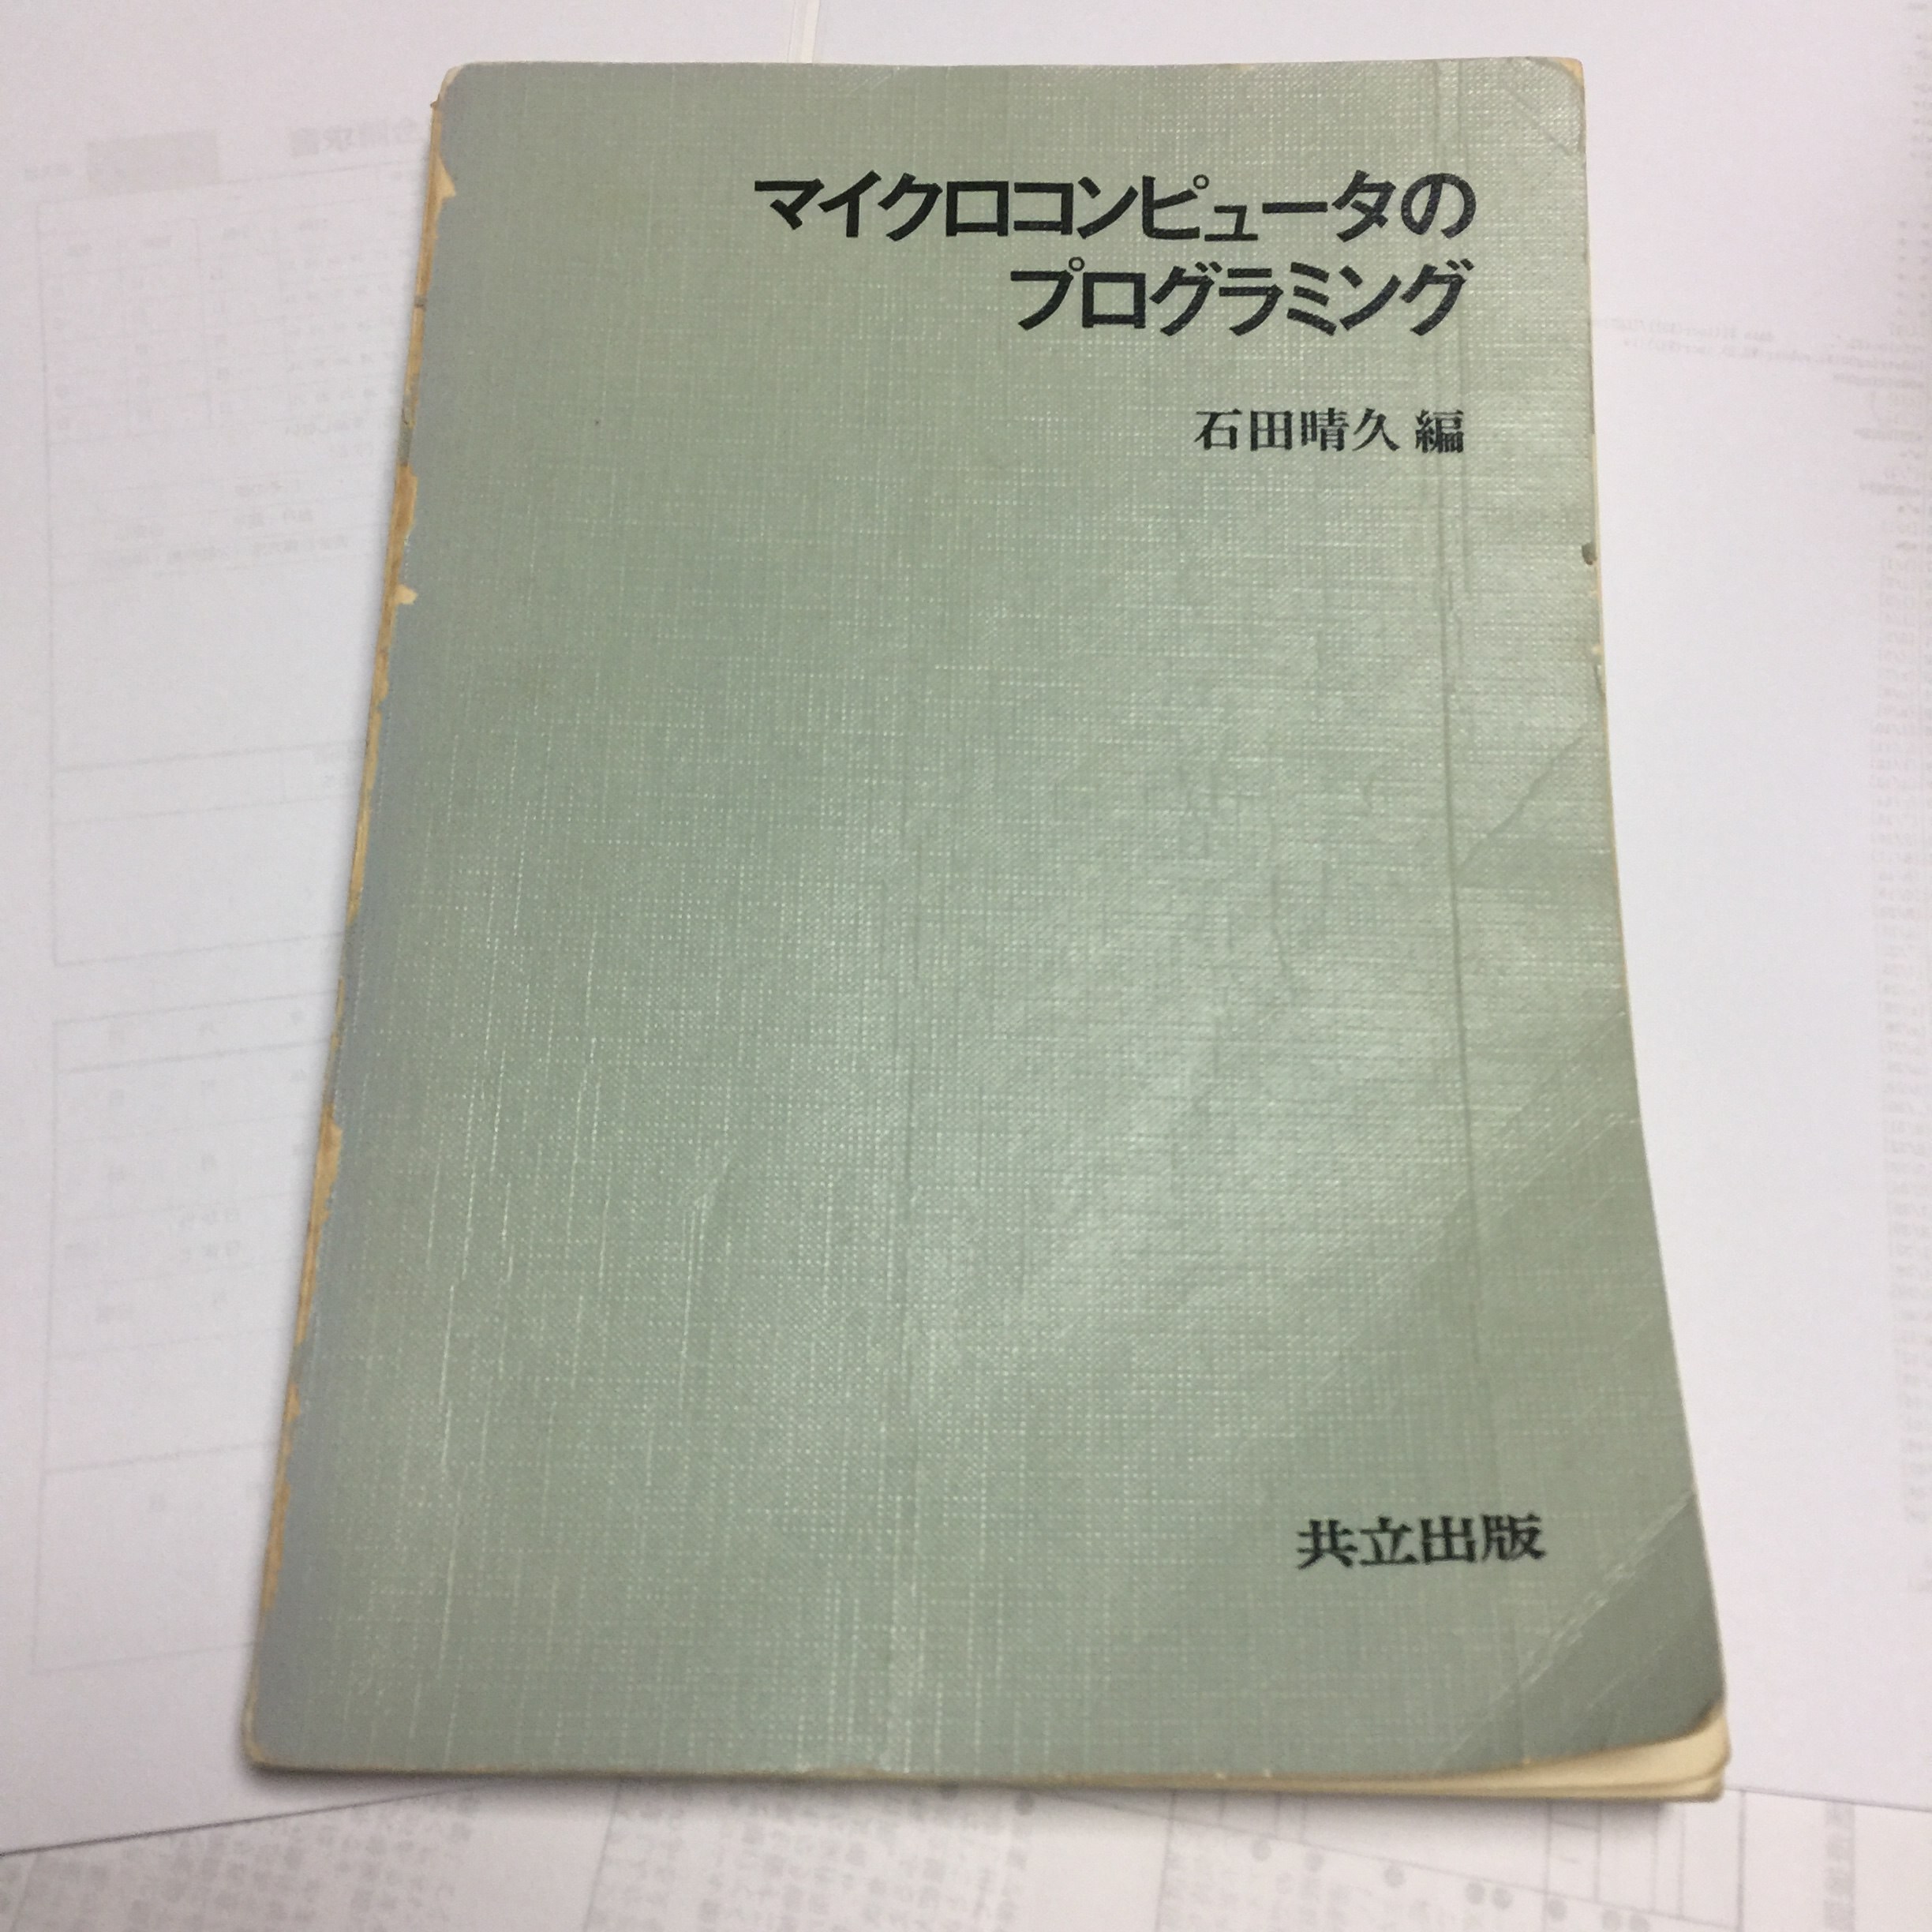 マイクロコンピュータの
プログラミング
石田晴久 編
共立出版